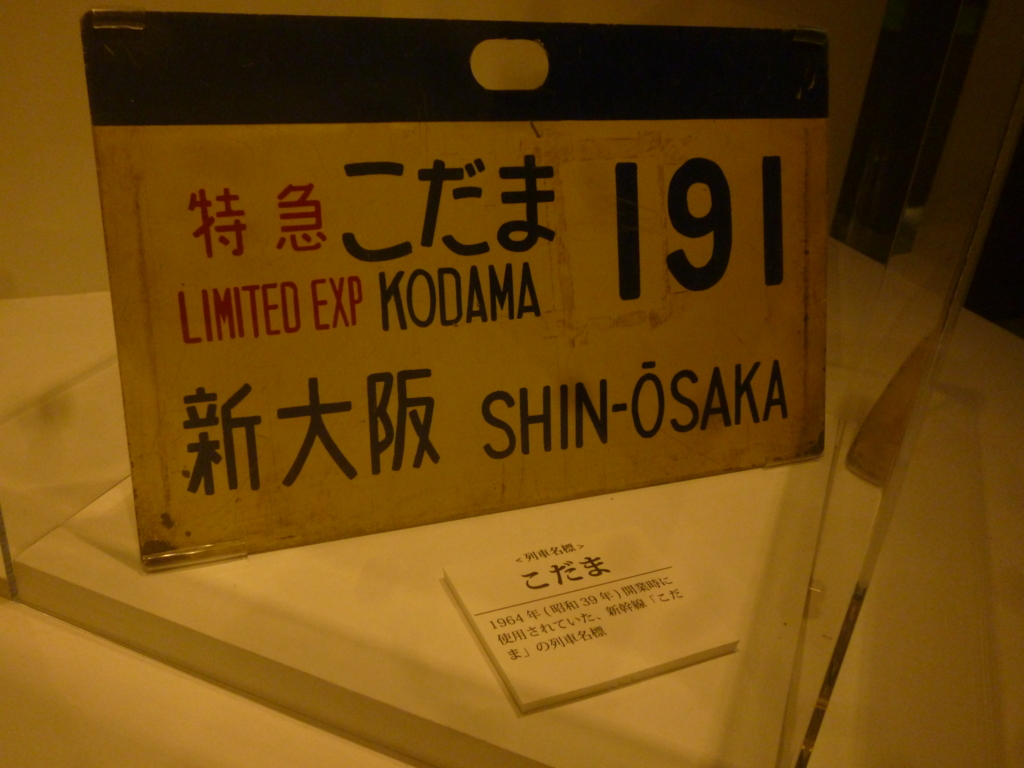 特急 こだま 191
LIMITED EXP KODAMA
新大阪 SHIN-ŌSAKA
<列車名標>
こだま
1964年(昭和39年)開業時に
使用されていた、新幹線「こだ
ま」の列車名標